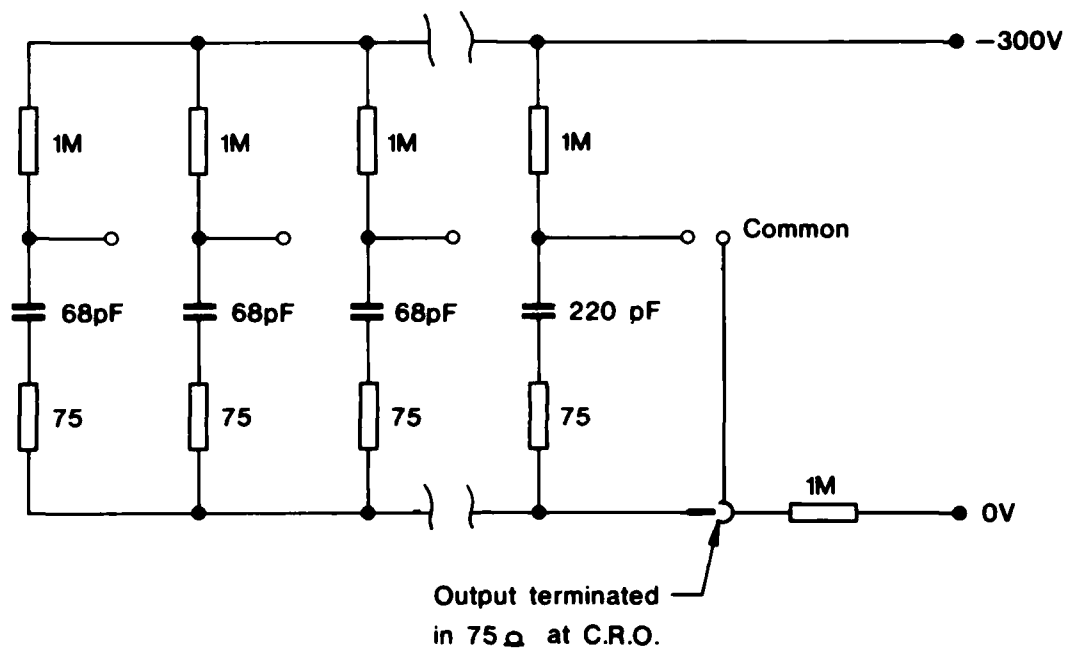 -300V
1M
1M
1M
1M
Common
68pF
68pF
68pF
220 pF
75
75
75
75
1M
0V
Output terminated
in 75Ω at C.R.O.